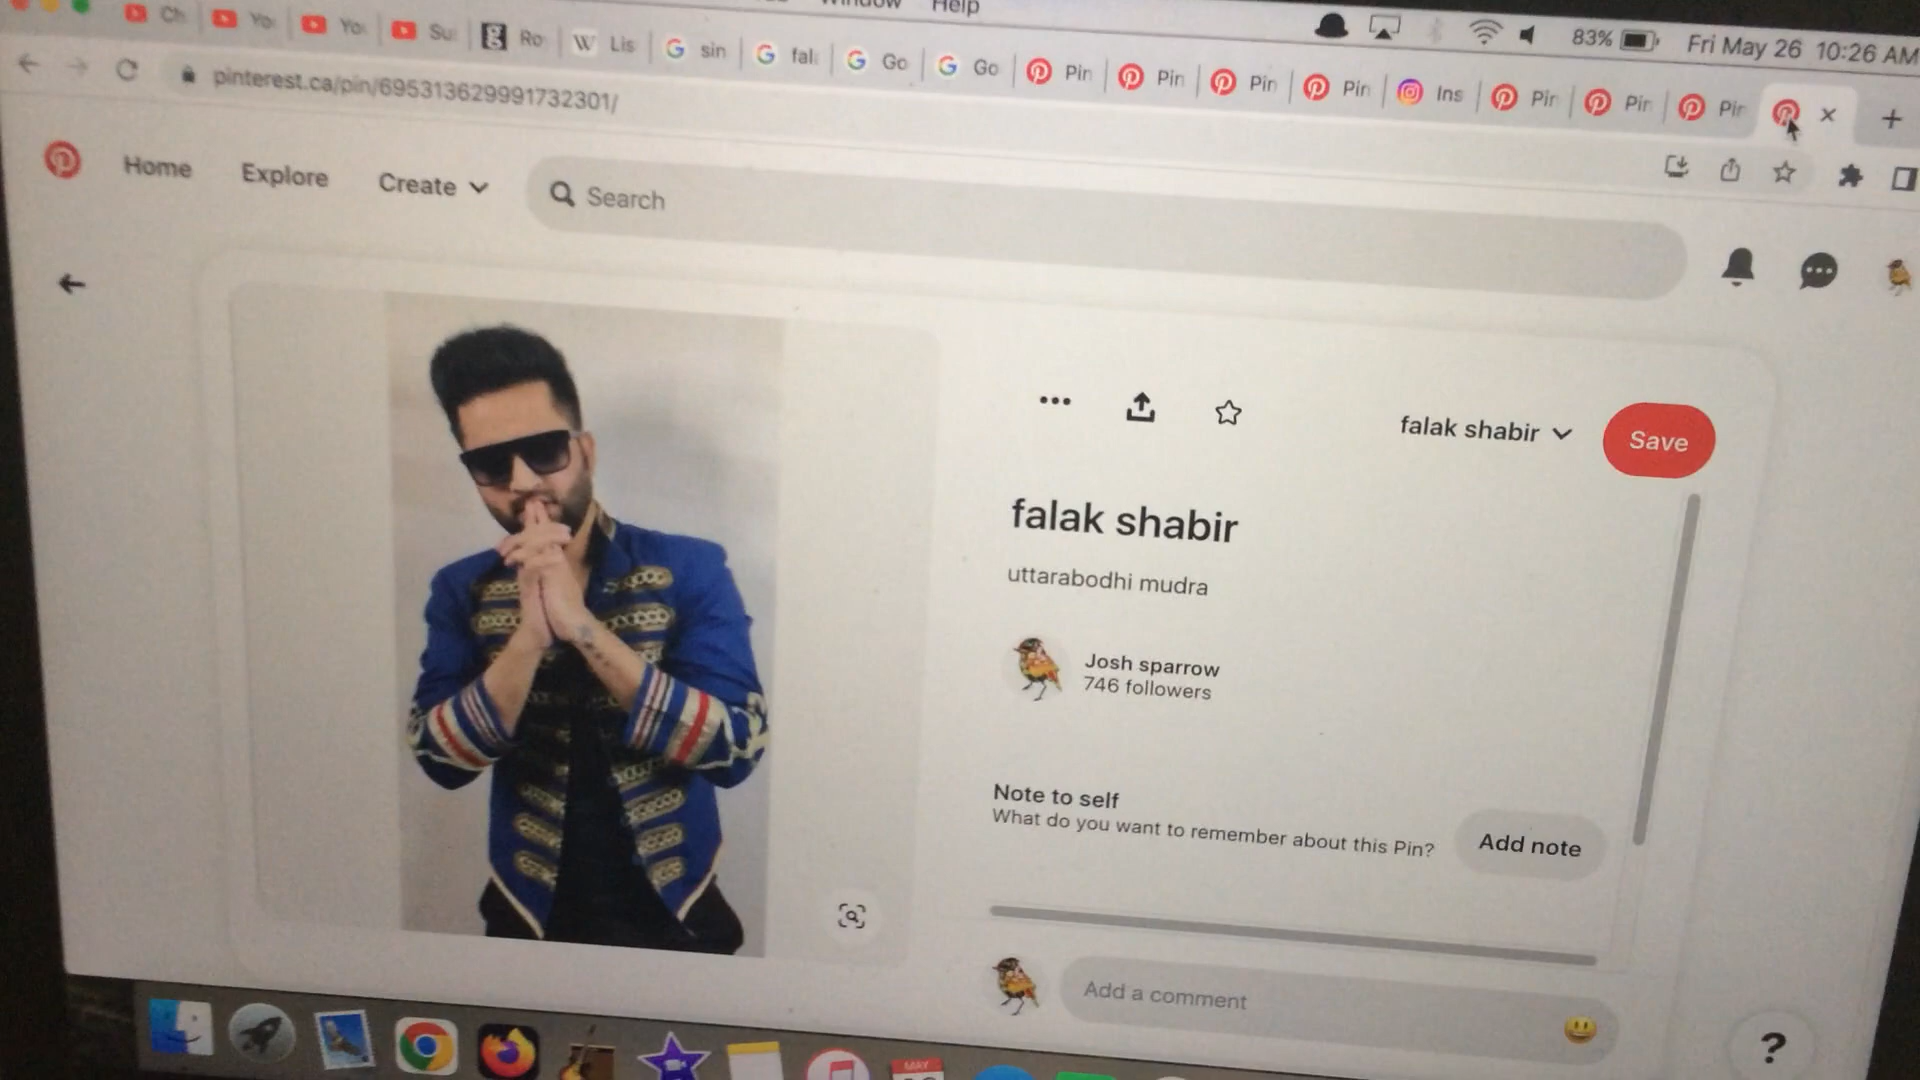 Window Help
83% Fri May 26 10:26 AM
Ch Yo Yo Su Ro Lis sin fal Go Go Pin Pin Pin Pin Ins Pin Pin Pin
pinterest.ca/pin/695313629991732301/
Home Explore Create Search
falak shabir Save
falak shabir
uttarabodhi mudra
Josh sparrow
746 followers
Note to self
What do you want to remember about this Pin?
Add note
Add a comment
?
MAY